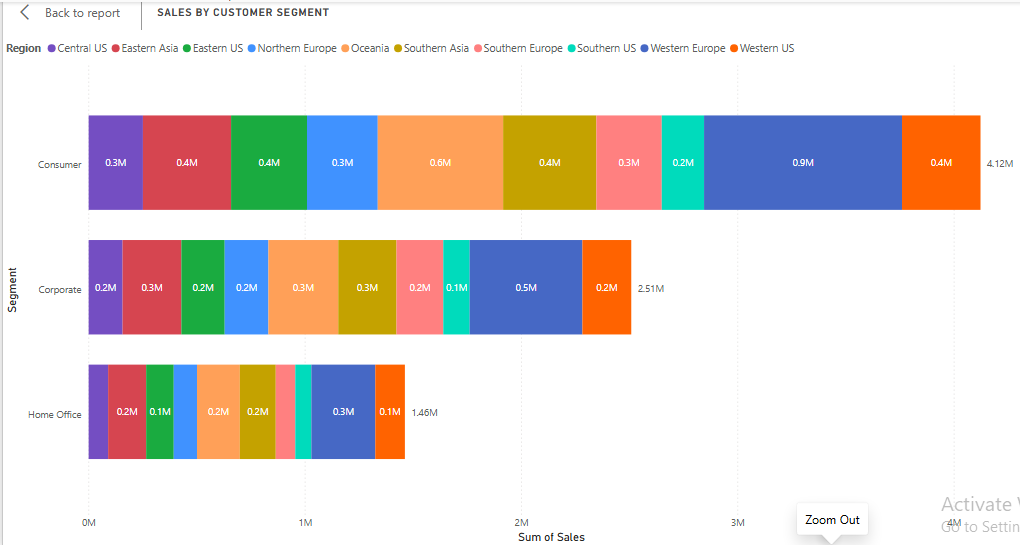 Back to report
SALES BY CUSTOMER SEGMENT
Region Central US Eastern Asia Eastern US Northern Europe Oceania Southern Asia Southern Europe Southern US Western Europe Western US
Segment
Consumer 0.3M 0.4M 0.4M 0.3M 0.6M 0.4M 0.3M 0.2M 0.9M 0.4M 4.12M
Corporate 0.2M 0.3M 0.2M 0.2M 0.3M 0.3M 0.2M 0.1M 0.5M 0.2M 2.51M
Home Office 0.2M 0.1M 0.2M 0.2M 0.3M 0.1M 1.46M
0M 1M 2M 3M 4M
Sum of Sales
Zoom Out
Activate
Go to Settin